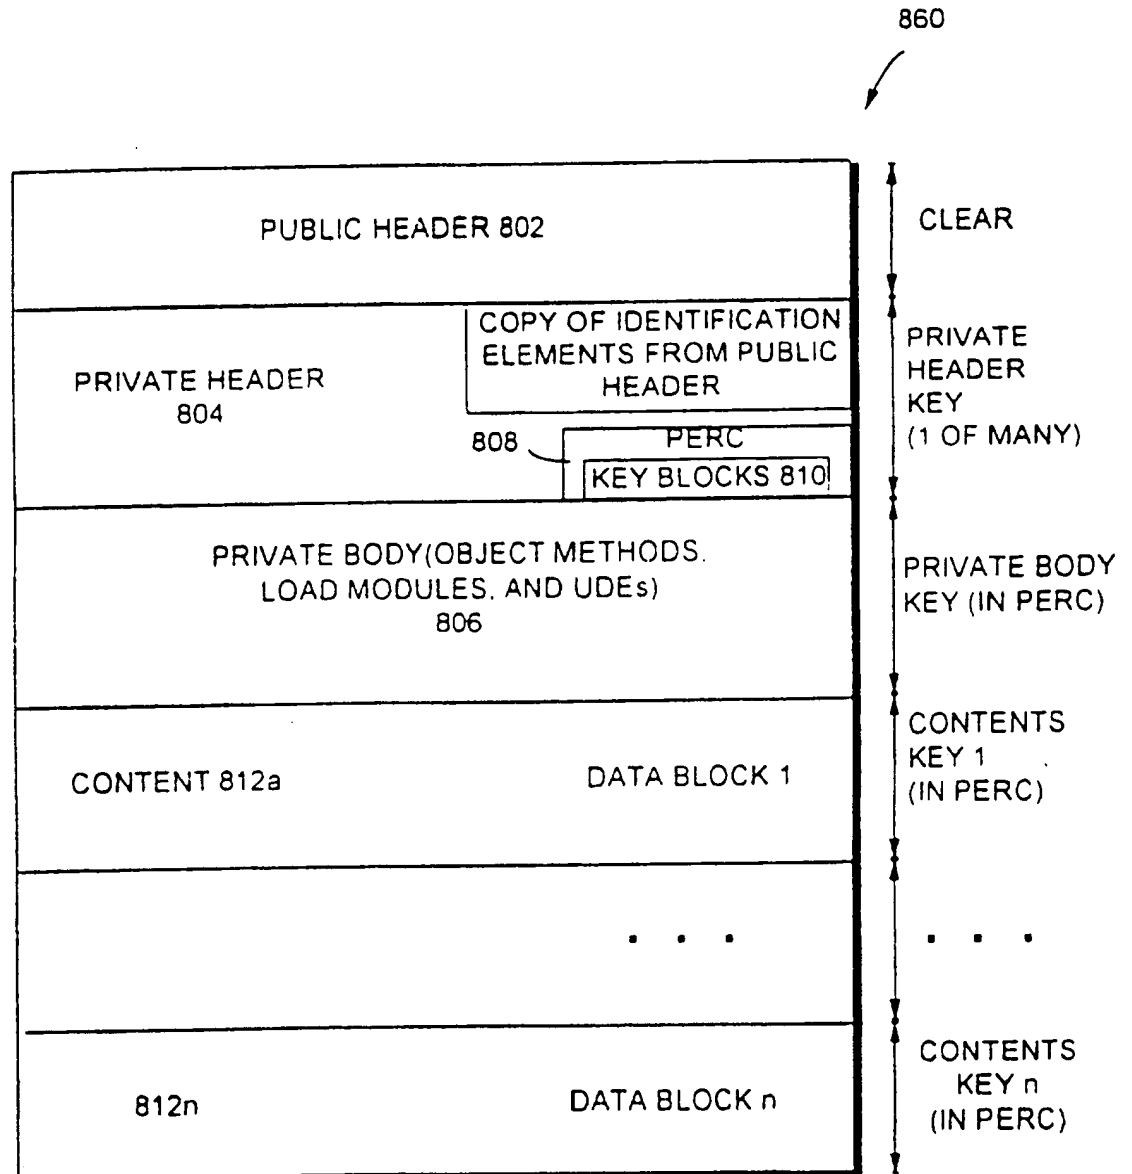 860
PUBLIC HEADER 802
CLEAR
COPY OF IDENTIFICATION
ELEMENTS FROM PUBLIC
HEADER
PRIVATE HEADER
804
808
PERC
KEY BLOCKS 810
PRIVATE
HEADER
KEY
(1 OF MANY)
PRIVATE BODY(OBJECT METHODS.
LOAD MODULES. AND UDEs)
806
PRIVATE BODY
KEY (IN PERC)
CONTENT 812a
DATA BLOCK 1
CONTENTS
KEY 1
(IN PERC)
. . .
. . .
812n
DATA BLOCK n
CONTENTS
KEY n
(IN PERC)